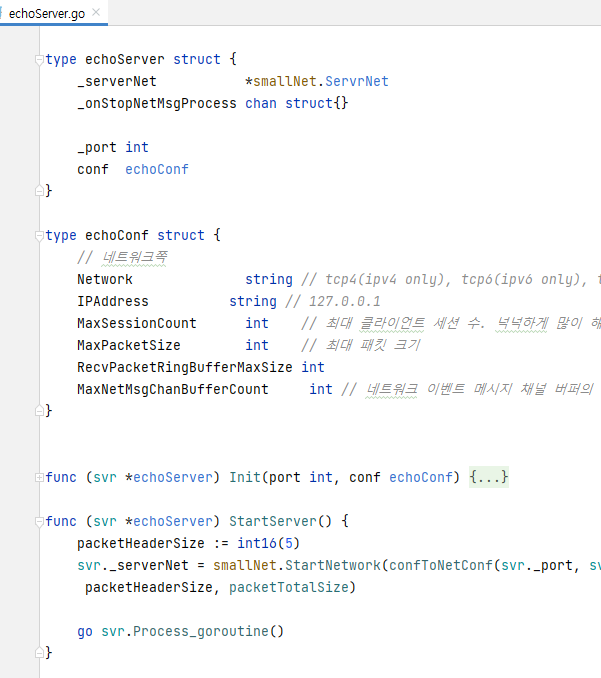 echoServer.go
type echoServer struct {
_serverNet *smallNet.ServrNet
_onStopNetMsgProcess chan struct{}
_port int
conf echoConf
}
type echoConf struct {
// 네트워크쪽
Network string // tcp4(ipv4 only), tcp6(ipv6 only), t
IPAddress string // 127.0.0.1
MaxSessionCount int // 최대 클라이언트 세션 수. 넉넉하게 많이 해
MaxPacketSize int // 최대 패킷 크기
RecvPacketRingBufferMaxSize int
MaxNetMsgChanBufferCount int // 네트워크 이벤트 메시지 채널 버퍼의
}
func (svr *echoServer) Init(port int, conf echoConf) {...}
func (svr *echoServer) StartServer() {
packetHeaderSize := int16(5)
svr._serverNet = smallNet.StartNetwork(confToNetConf(svr._port, sv
packetHeaderSize, packetTotalSize)
go svr.Process_goroutine()
}